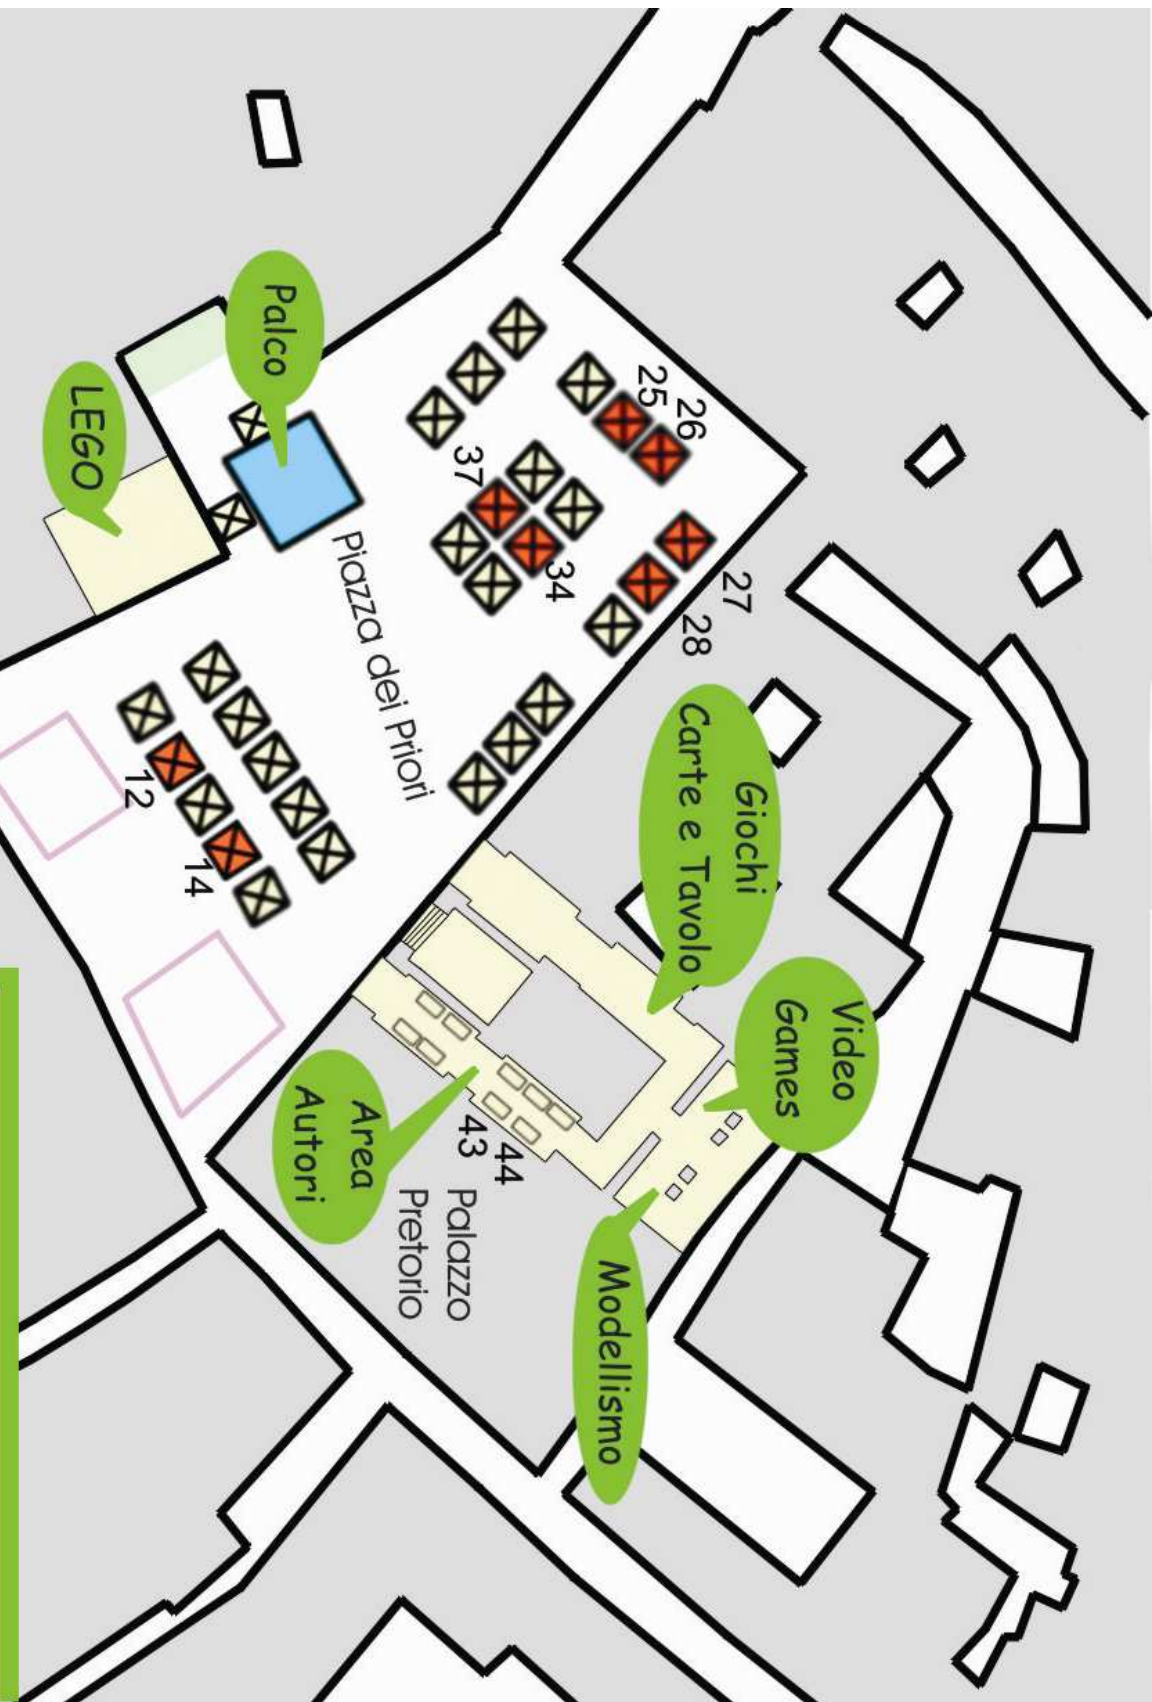 Palco
LEGO
25
26
37
34
27
28
Piazza dei Priori
12
14
Giochi
Carte e Tavolo
Video
Games
Area
Autori
43
44
Palazzo
Pretorio
Modellismo